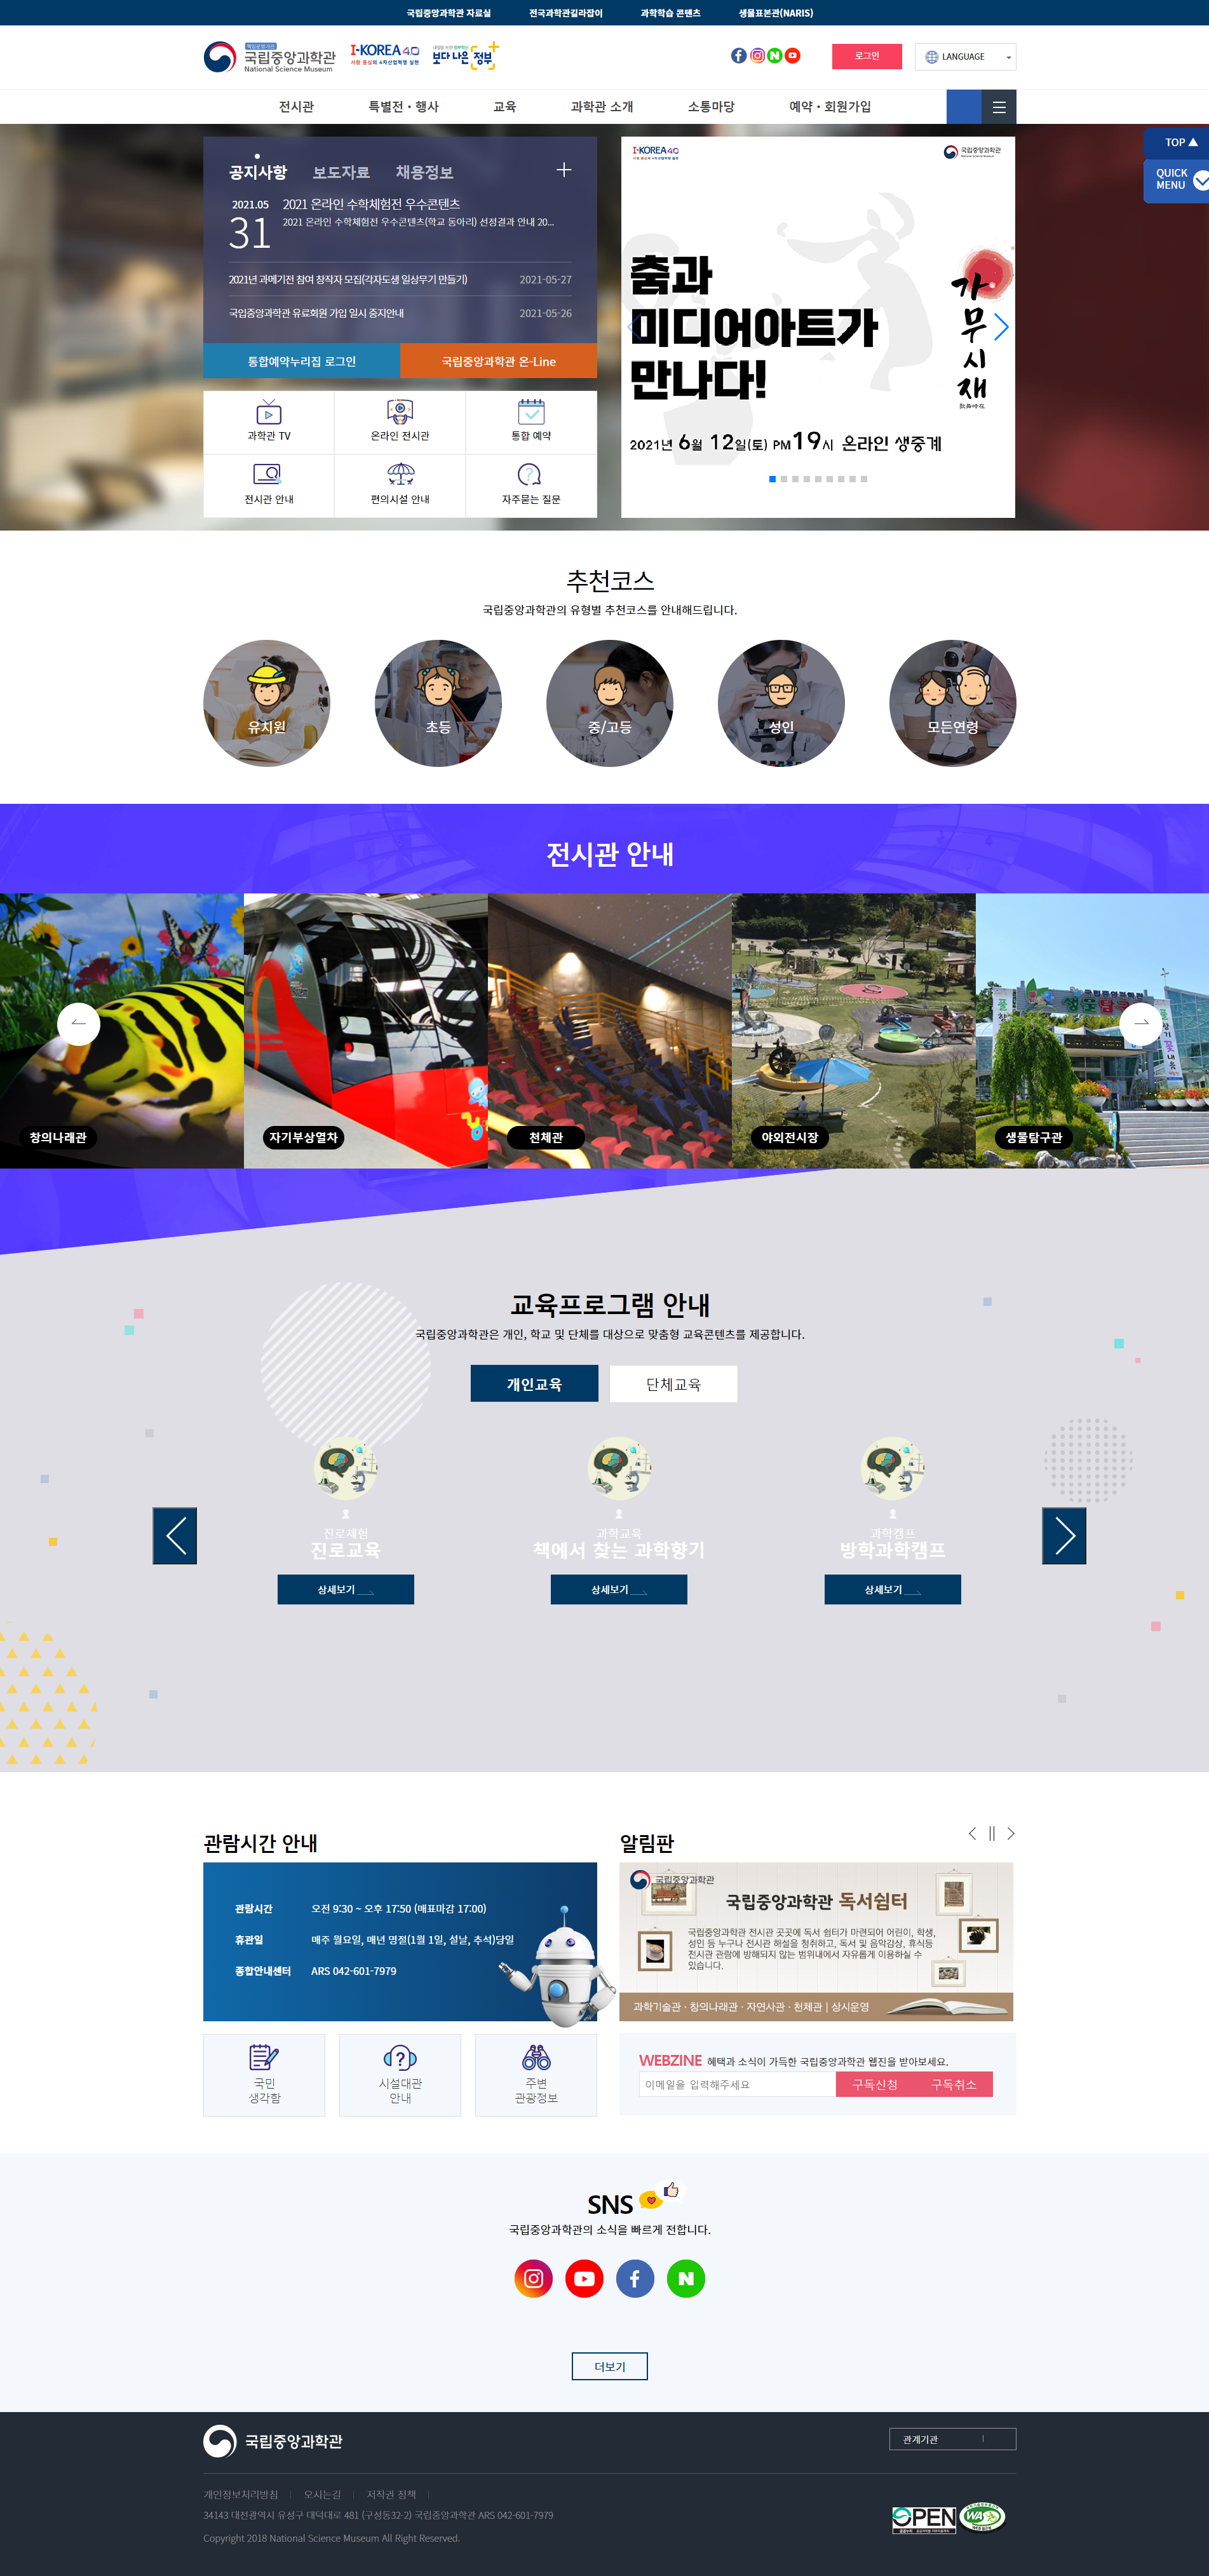 국립중앙과학관 자료실 전국과학관길라잡이 과학학습 콘텐츠 생물표본관(NARIS)
책임운영기관
국립중앙과학관
National Science Museum
I-KOREA 4.0
사람 중심의 4차산업혁명 실현
내일을 위한 정부혁신
보다 나은 정부
로그인
LANGUAGE
전시관 특별전・행사 교육 과학관 소개 소통마당 예약・회원가입
TOP ▲
QUICK
MENU
공지사항 보도자료 채용정보
2021.05
31
2021 온라인 수학체험전 우수콘텐츠
2021 온라인 수학체험전 우수콘텐츠(학교 동아리) 선정결과 안내 20...
2021년 과메기전 참여 창작자 모집(각자도생 일상무기 만들기) 2021-05-27
국립중앙과학관 유료회원 가입 일시 중지안내 2021-05-26
통합예약누리집 로그인 국립중앙과학관 온-Line
과학관 TV 온라인 전시관 통합 예약
전시관 안내 편의시설 안내 자주묻는 질문
I-KOREA 4.0
국립중앙과학관
춤과
미디어아트가
만나다!
가무시재
歌舞時在
2021년 6월 12일(토) PM19시 온라인 생중계
추천코스
국립중앙과학관의 유형별 추천코스를 안내해드립니다.
유치원 초등 중/고등 성인 모든연령
전시관 안내
창의나래관 자기부상열차 천체관 야외전시장 생물탐구관
교육프로그램 안내
국립중앙과학관은 개인, 학교 및 단체를 대상으로 맞춤형 교육콘텐츠를 제공합니다.
개인교육 단체교육
진로체험 과학교육 과학캠프
진로교육 책에서 찾는 과학향기 방학과학캠프
상세보기 상세보기 상세보기
관람시간 안내
관람시간 오전 9:30 ~ 오후 17:50 (매표마감 17:00)
휴관일 매주 월요일, 매년 명절(1월 1일, 설날, 추석)당일
종합안내센터 ARS 042-601-7979
국민
생각함
시설대관
안내
주변
관광정보
알림판
국립중앙과학관
국립중앙과학관 독서쉼터
국립중앙과학관 전시관 곳곳에 독서 쉼터가 마련되어 어린이, 학생,
성인 등 누구나 전시관 해설을 청취하고, 독서 및 음악감상, 휴식등
전시관 관람에 방해되지 않는 범위내에서 자유롭게 이용하실 수
있습니다.
과학기술관 · 창의나래관 · 자연사관 · 천체관 | 상시운영
WEBZINE 혜택과 소식이 가득한 국립중앙과학관 웹진을 받아보세요.
이메일을 입력해주세요 구독신청 구독취소
SNS
국립중앙과학관의 소식을 빠르게 전합니다.
더보기
국립중앙과학관
관계기관
개인정보처리방침 오시는길 저작권 정책
34143 대전광역시 유성구 대덕대로 481 (구성동32-2) 국립중앙과학관 ARS 042-601-7979
Copyright 2018 National Science Museum All Right Reserved.
OPEN
WA